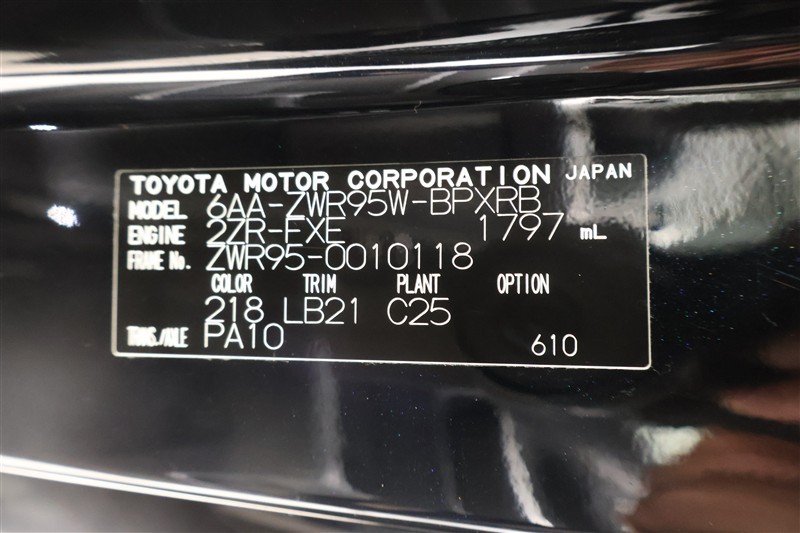 TOYOTA MOTOR CORPORATION JAPAN
MODEL 6AA-ZWR95W-BPXRB
ENGINE 2ZR-FXE 1797 mL
FRAME No. ZWR95-0010118
COLOR TRIM PLANT OPTION
218 LB21 C25
TRANS./AXLE PA10 610